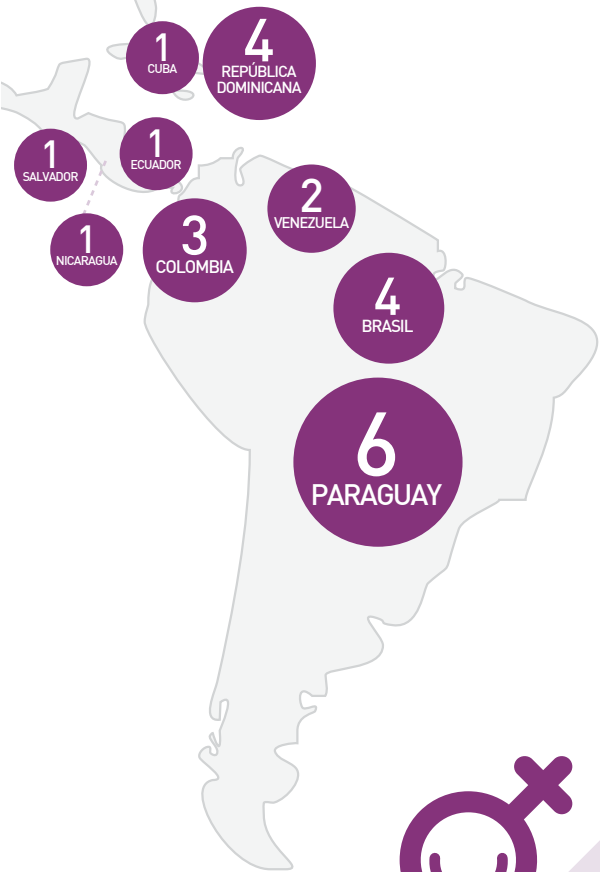 1
CUBA
4
REPÚBLICA
DOMINICANA
1
SALVADOR
1
ECUADOR
1
NICARAGUA
3
COLOMBIA
2
VENEZUELA
4
BRASIL
6
PARAGUAY